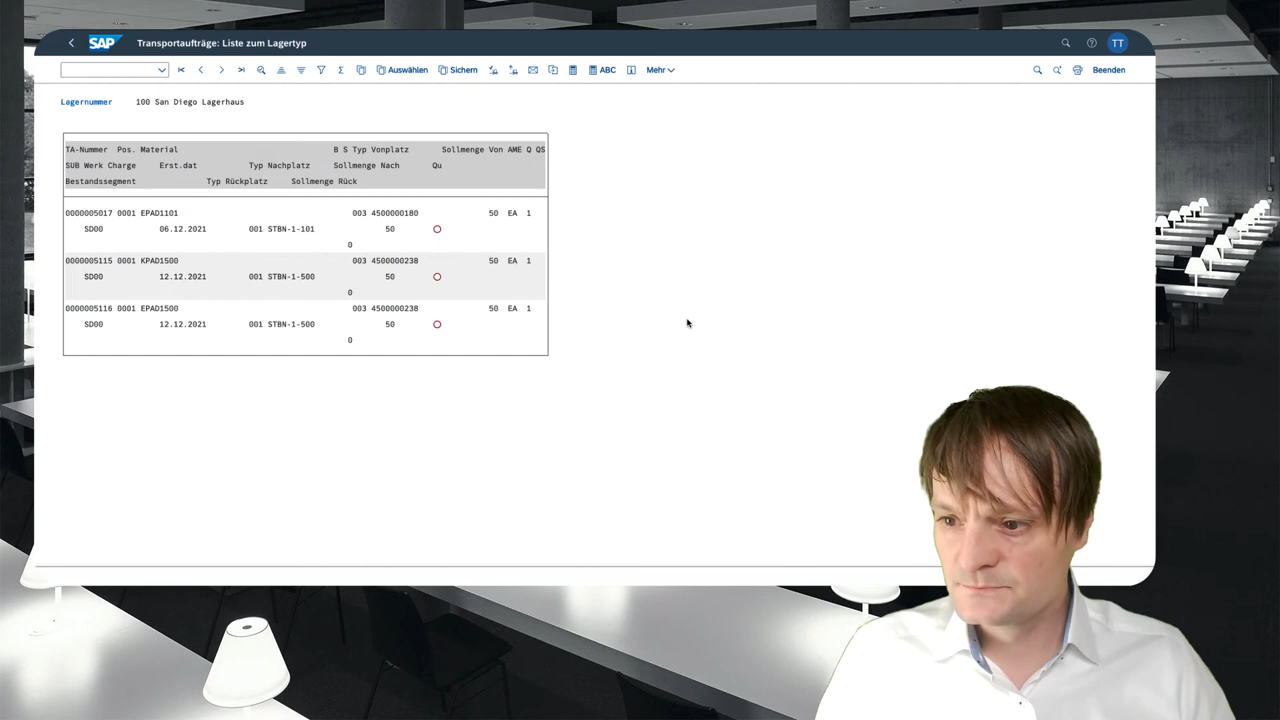 SAP Transportaufträge: Liste zum Lagertyp TT
Auswählen Sichern ABC Mehr Beenden
Lagernummer 100 San Diego Lagerhaus
TA-Nummer Pos. Material B S Typ Vonplatz Sollmenge Von AME Q QS
SUB Werk Charge Erst.dat Typ Nachplatz Sollmenge Nach Qu
Bestandssegment Typ Rückplatz Sollmenge Rück
0000005017 0001 EPAD1101 003 4500000180 50 EA 1
SD00 06.12.2021 001 STBN-1-101 50
0
0000005115 0001 KPAD1500 003 4500000238 50 EA 1
SD00 12.12.2021 001 STBN-1-500 50
0
0000005116 0001 EPAD1500 003 4500000238 50 EA 1
SD00 12.12.2021 001 STBN-1-500 50
0